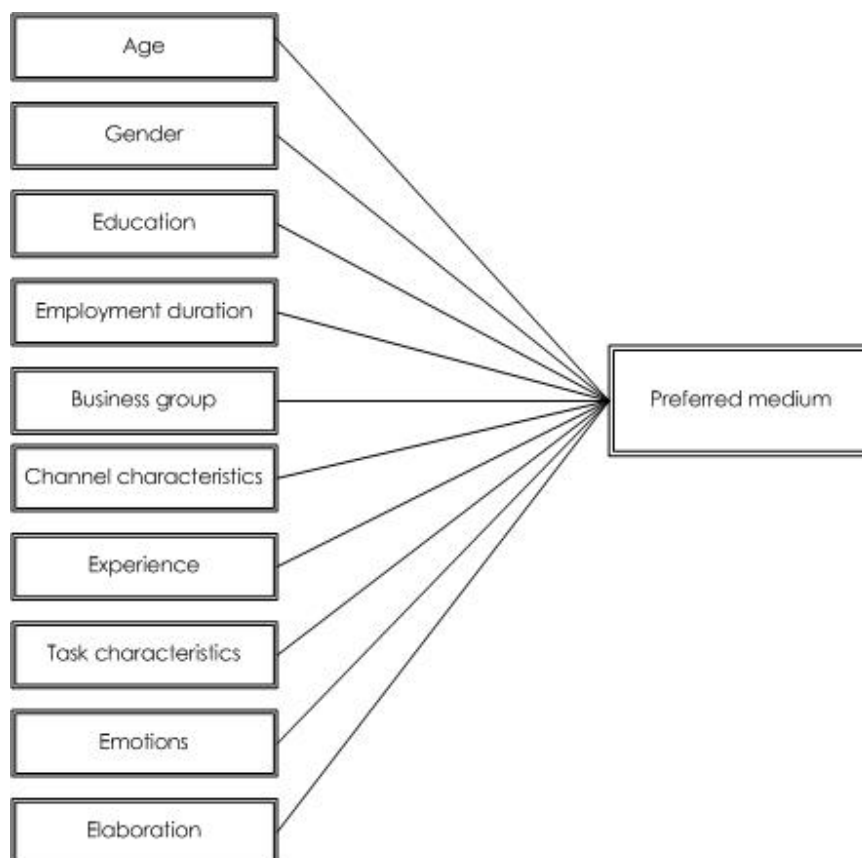 Age
Gender
Education
Employment duration
Business group
Preferred medium
Channel characteristics
Experience
Task characteristics
Emotions
Elaboration